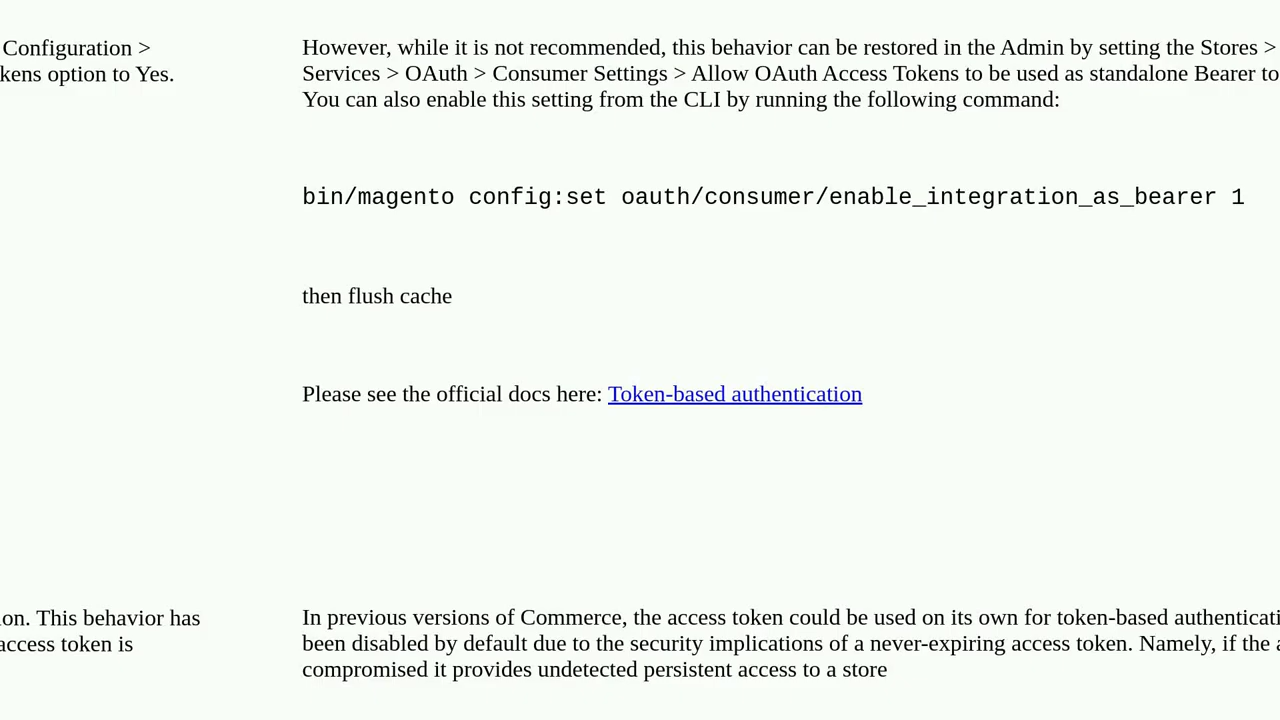 Configuration >
kens option to Yes.
However, while it is not recommended, this behavior can be restored in the Admin by setting the Stores >
Services > OAuth > Consumer Settings > Allow OAuth Access Tokens to be used as standalone Bearer to
You can also enable this setting from the CLI by running the following command:
bin/magento config:set oauth/consumer/enable_integration_as_bearer 1
then flush cache
Please see the official docs here: Token-based authentication
on. This behavior has
access token is
In previous versions of Commerce, the access token could be used on its own for token-based authenticati
been disabled by default due to the security implications of a never-expiring access token. Namely, if the a
compromised it provides undetected persistent access to a store